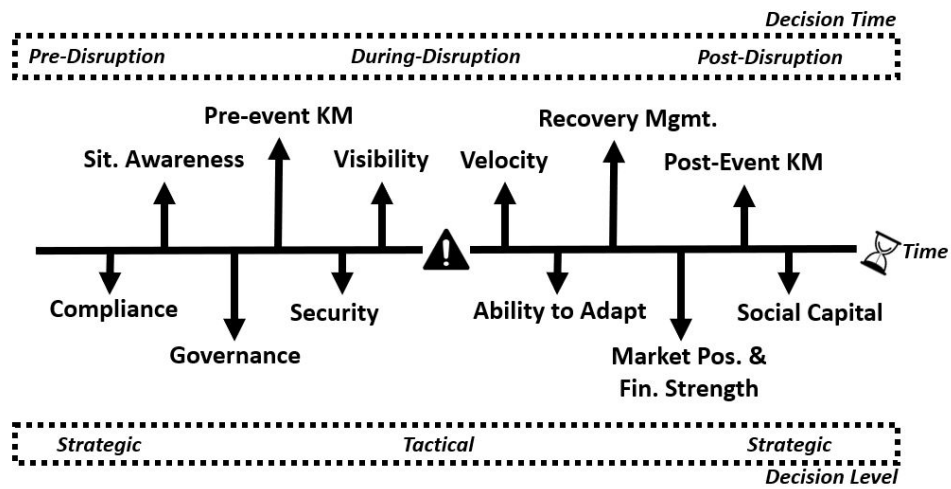 Decision Time
Pre-Disruption During-Disruption Post-Disruption
Pre-event KM Recovery Mgmt.
Sit. Awareness Visibility Velocity Post-Event KM
Time
Compliance Security Ability to Adapt Social Capital
Governance Market Pos. &
Fin. Strength
Strategic Tactical Strategic
Decision Level